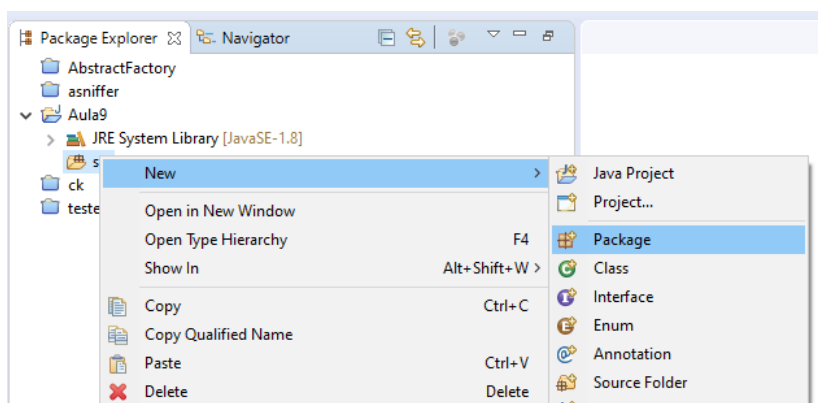 Package Explorer Navigator
AbstractFactory
asniffer
Aula9
JRE System Library [JavaSE-1.8]
s
ck
teste
New >
Open in New Window
Open Type Hierarchy F4
Show In Alt+Shift+W >
Copy Ctrl+C
Copy Qualified Name
Paste Ctrl+V
Delete Delete
Java Project
Project...
Package
Class
Interface
Enum
Annotation
Source Folder